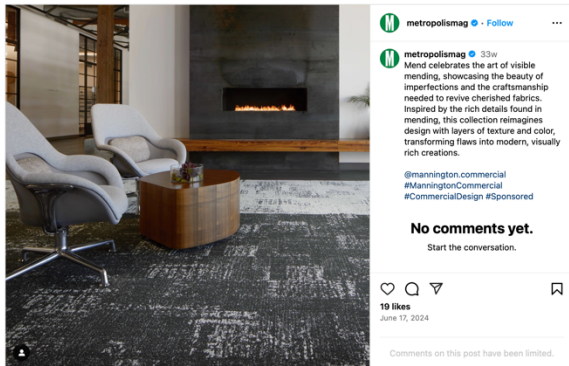 metropolismag • Follow
metropolismag 33w
Mend celebrates the art of visible
mending, showcasing the beauty of
imperfections and the craftsmanship
needed to revive cherished fabrics.
Inspired by the rich details found in
mending, this collection reimagines
design with layers of texture and color,
transforming flaws into modern, visually
rich creations.
@mannington.commercial
#ManningtonCommercial
#CommercialDesign #Sponsored
No comments yet.
Start the conversation.
19 likes
June 17, 2024
Comments on this post have been limited.